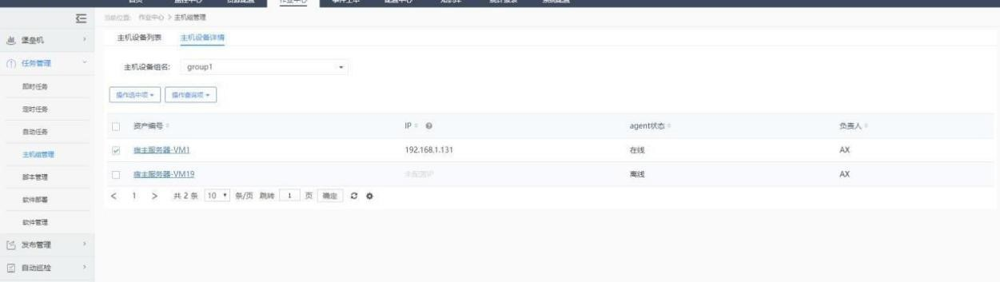 首页 监控中心 资源配置 作业中心 事件工单 配置中心 知识库 统计报表 系统配置
当前位置: 作业中心 > 主机组管理
堡垒机
任务管理
即时任务
定时任务
自动任务
主机组管理
脚本管理
软件部署
软件管理
发布管理
自动巡检
主机设备列表 主机设备详情
主机设备组名: group1
操作选中项 操作查询项
资产编号 IP agent状态 负责人
宿主服务器-VM1 192.168.1.131 在线 AX
宿主服务器-VM19 未配置IP 离线 AX
< 1 > 共 2 条 10 条/页 跳转 1 页 确定